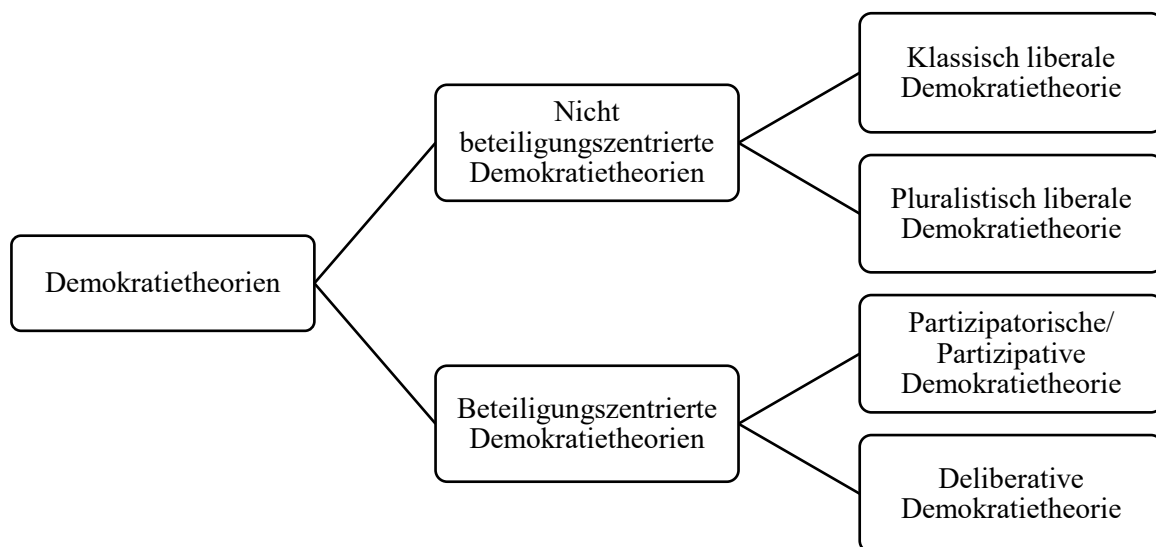 Demokratietheorien
Nicht
beteiligungszentrierte
Demokratietheorien
Klassisch liberale
Demokratietheorie
Pluralistisch liberale
Demokratietheorie
Beteiligungszentrierte
Demokratietheorien
Partizipatorische/
Partizipative
Demokratietheorie
Deliberative
Demokratietheorie